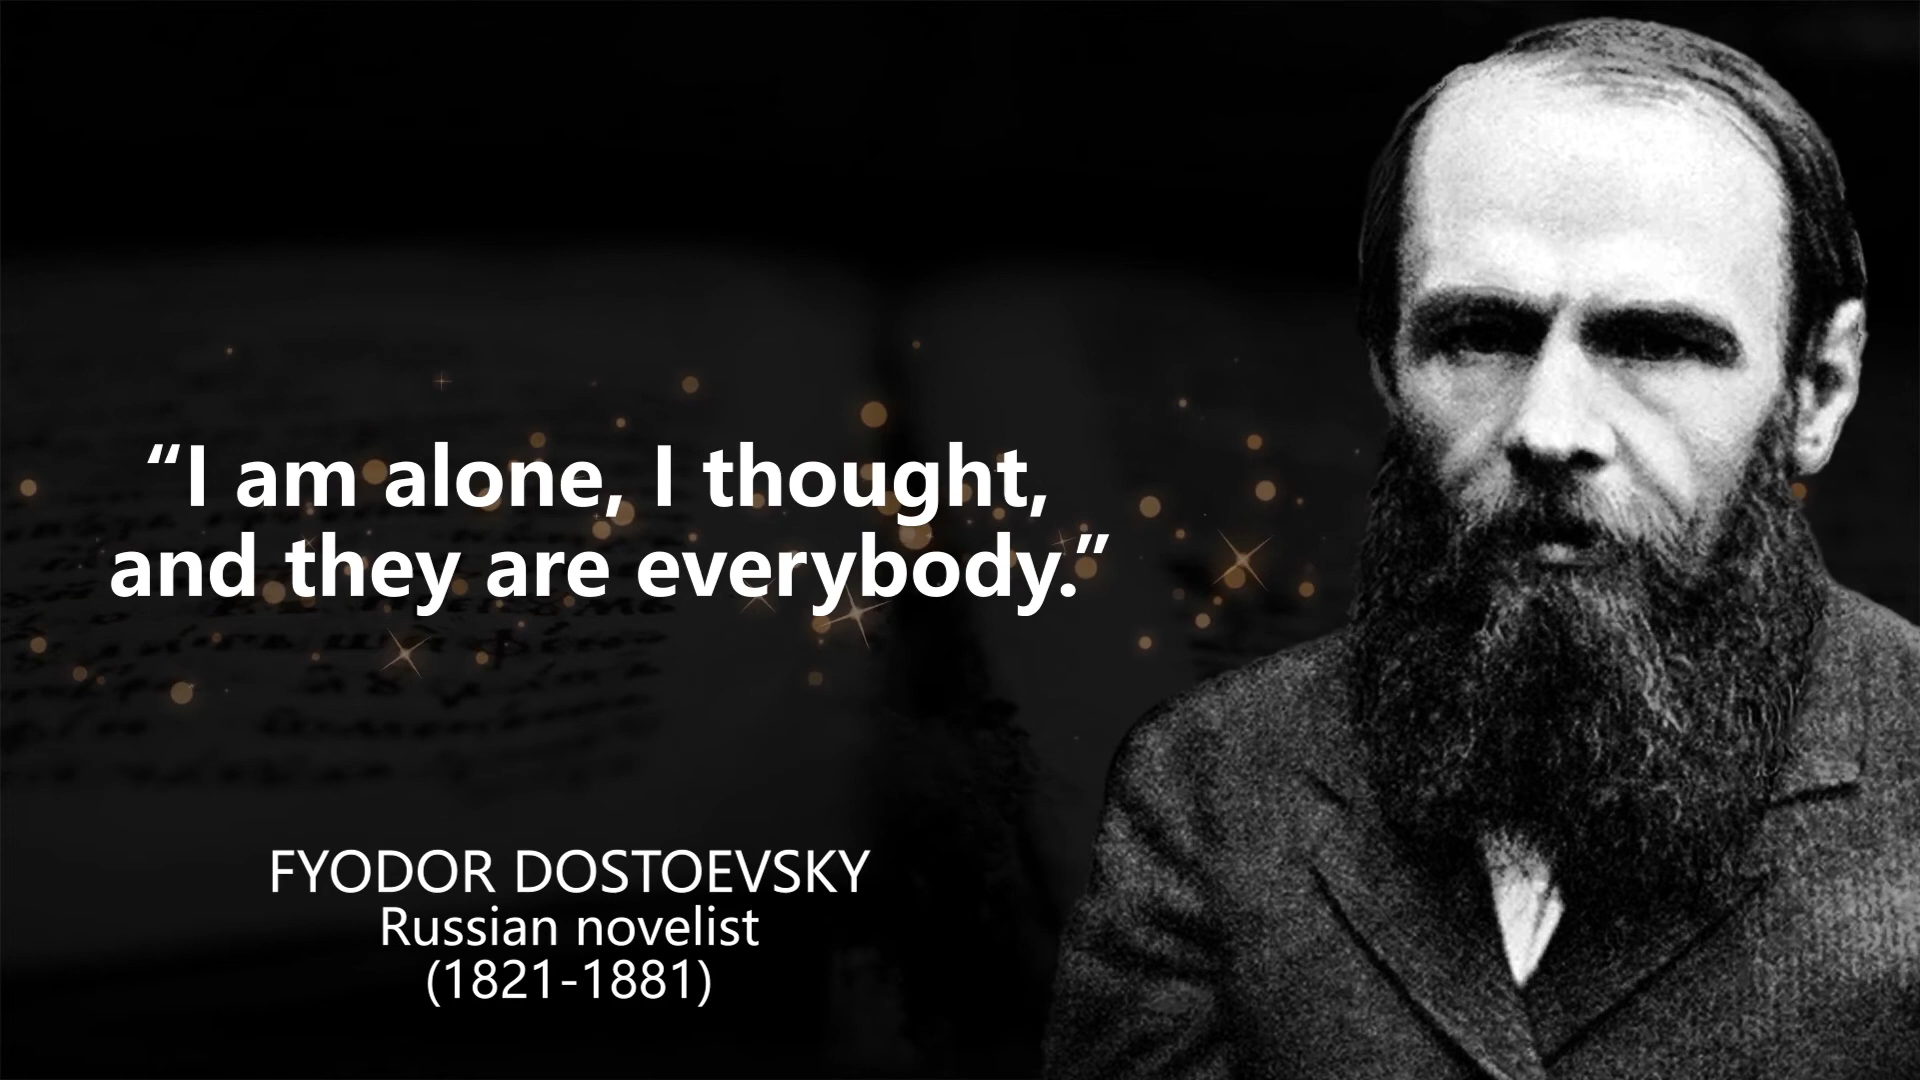 “I am alone, I thought,
and they are everybody.”
FYODOR DOSTOEVSKY
Russian novelist
(1821-1881)